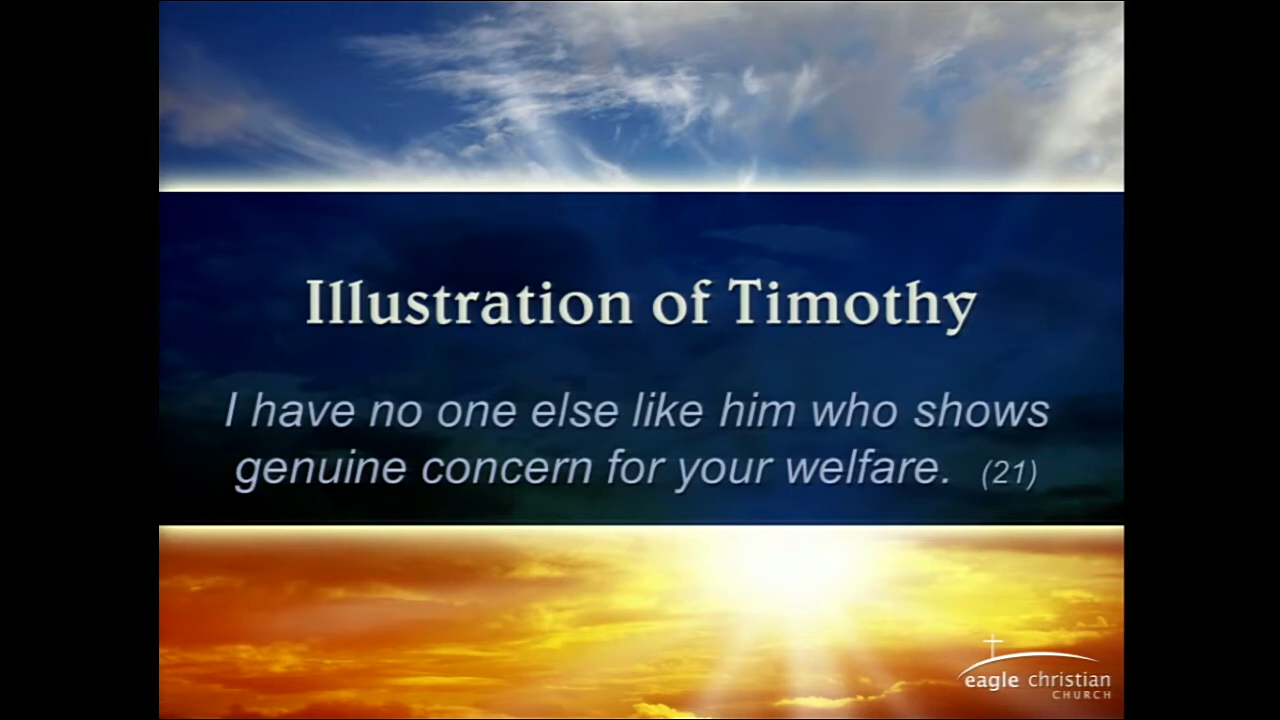 Illustration of Timothy
I have no one else like him who shows
genuine concern for your welfare. (21)
eagle christian
CHURCH